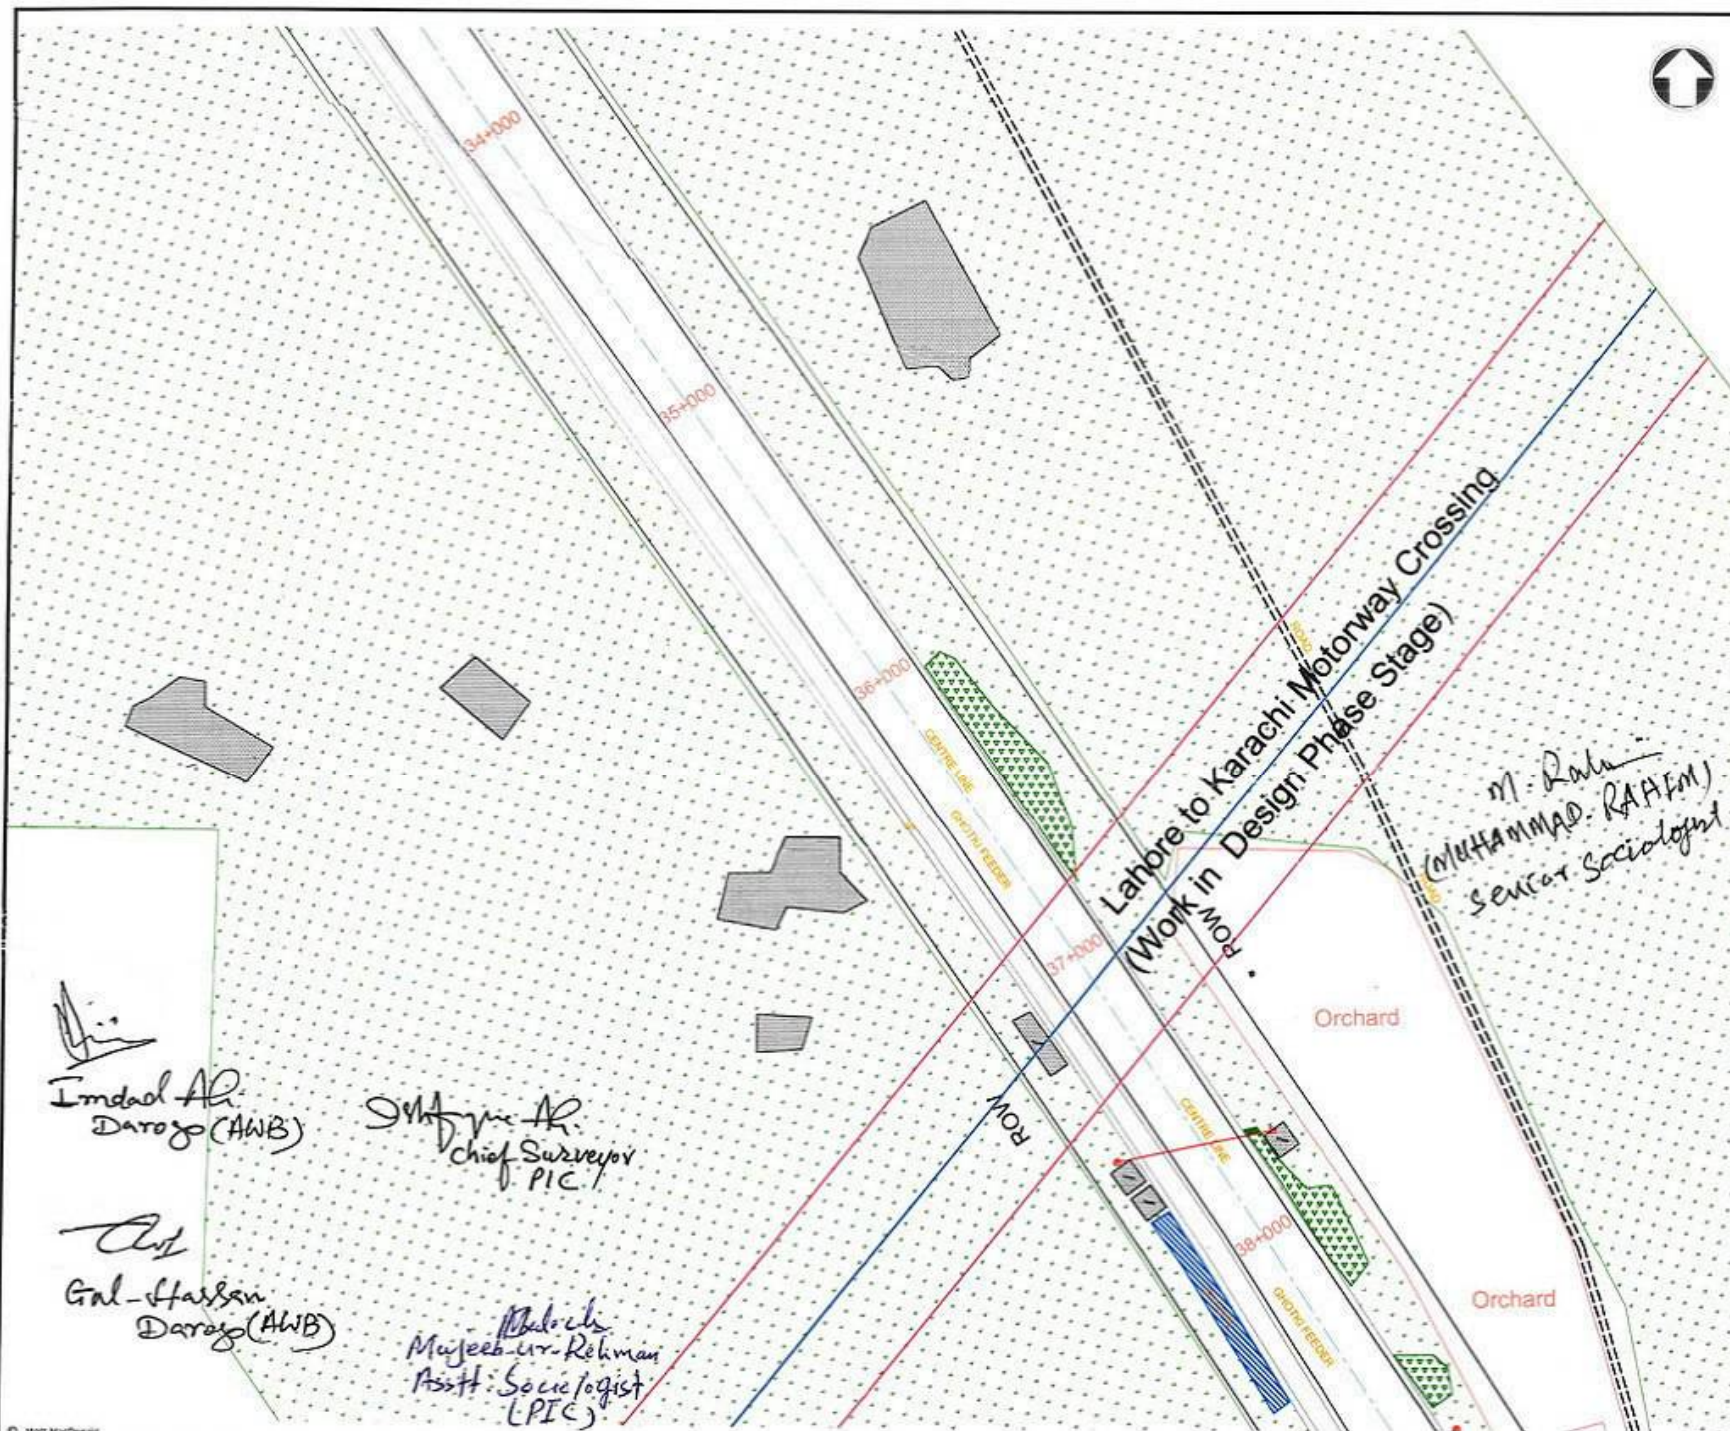 34+000
35+000
36+000
CENTRE LINE
GHOTKI FEEDER
Lahore to Karachi Motorway Crossing
(Work in Design Phase Stage)
ROAD
M. Rahim
(MUHAMMAD. RAHIM)
Senior Sociologist
ROAD
37+000
ROW
Orchard
ROW
CENTRE LINE
38+000
GHOTKI FEEDER
Orchard
Imdad Ali
Darogo (AWB)
Ishfaque Ali
Chief Surveyor
PIC
Gul-Hassan
Darogo (AWB)
Mujeeb-ur-Rehman
Asstt: Sociologist
(PIC)